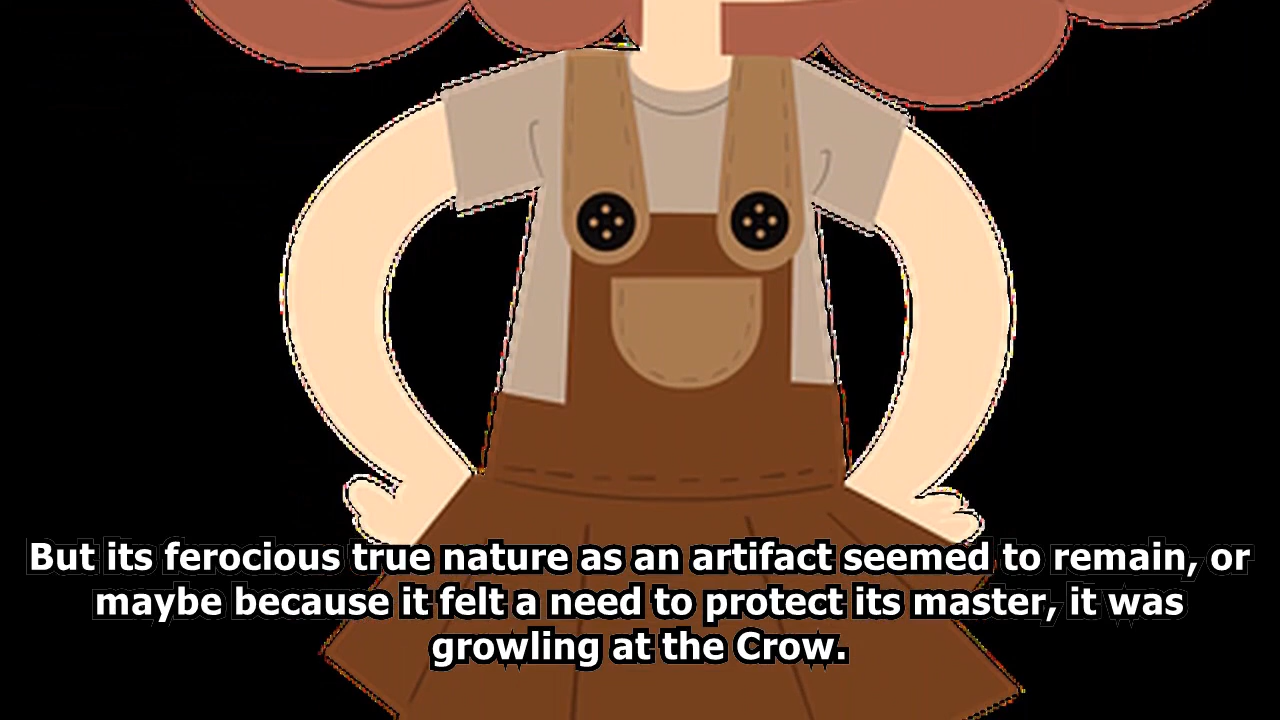 But its ferocious true nature as an artifact seemed to remain, or
maybe because it felt a need to protect its master, it was
growling at the Crow.